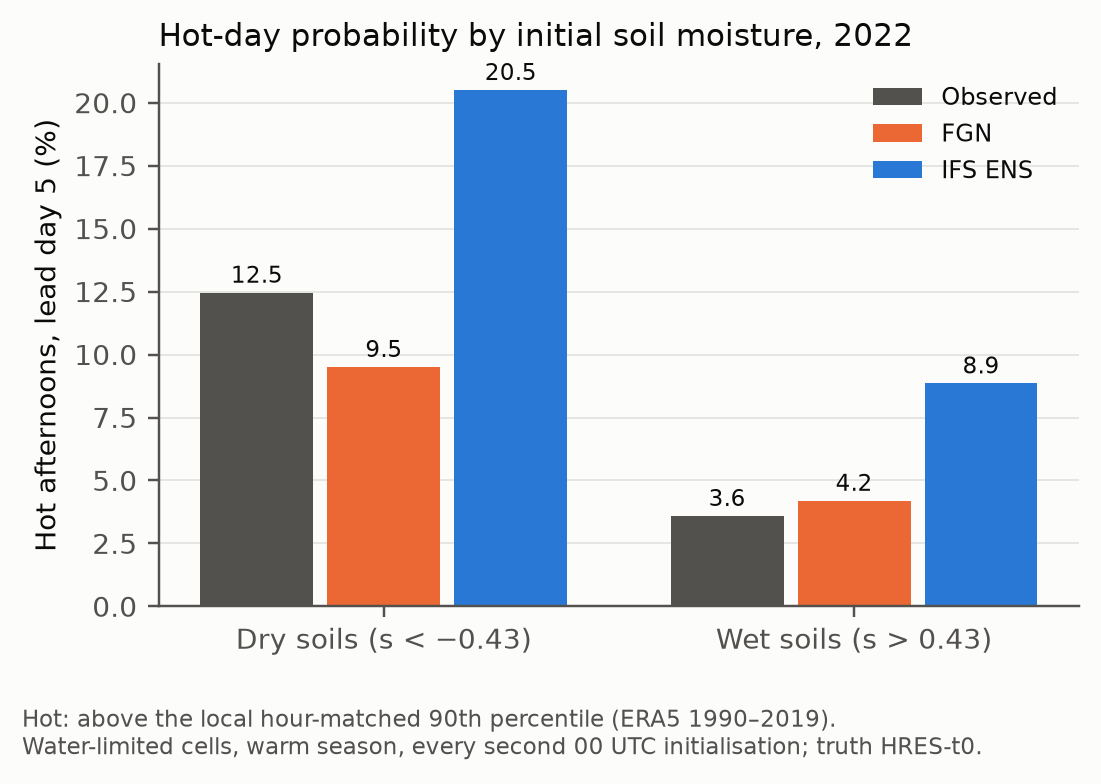 Hot-day probability by initial soil moisture, 2022
Hot afternoons, lead day 5 (%)
20.0
17.5
15.0
12.5
10.0
7.5
5.0
2.5
0.0
Observed
FGN
IFS ENS
12.5
9.5
20.5
3.6
4.2
8.9
Dry soils (s < −0.43)
Wet soils (s > 0.43)
Hot: above the local hour-matched 90th percentile (ERA5 1990–2019).
Water-limited cells, warm season, every second 00 UTC initialisation; truth HRES-t0.